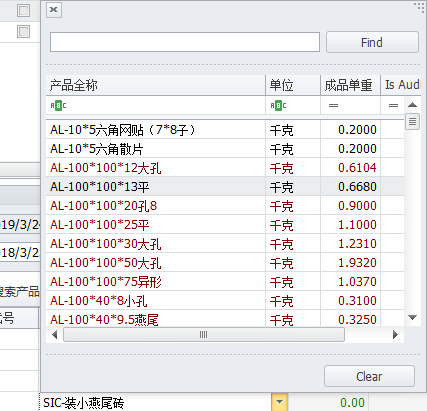 Find
产品全称 单位 成品单重 Is Audi
ABC ABC = =
AL-10*5六角网贴（7*8子） 千克 0.2000
AL-10*5六角散片 千克 0.2000
AL-100*100*12大孔 千克 0.6104
AL-100*100*13平 千克 0.6680
AL-100*100*20孔8 千克 0.9000
AL-100*100*25平 千克 1.1000
AL-100*100*30大孔 千克 1.2310
AL-100*100*50大孔 千克 1.9320
AL-100*100*75异形 千克 1.0370
AL-100*40*8小孔 千克 0.3100
AL-100*40*9.5燕尾 千克 0.3250
019/3/24
018/3/2
搜索产品
代号
Clear
SIC-装小燕尾砖 0.00